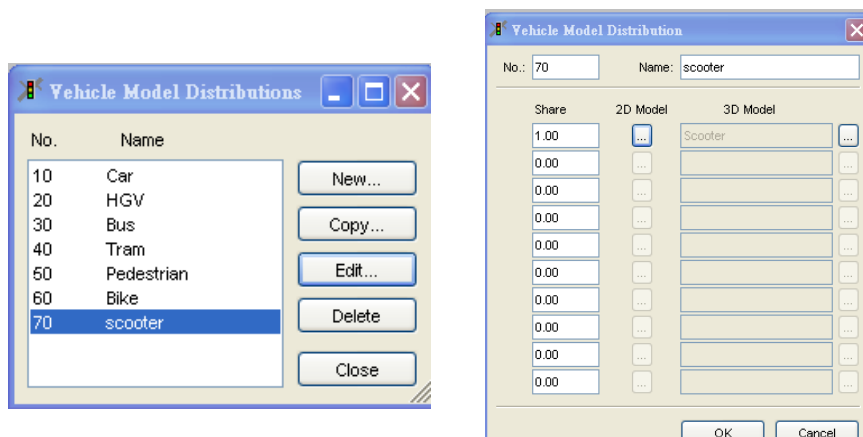 Vehicle Model Distributions
No. Name
10 Car
20 HGV
30 Bus
40 Tram
50 Pedestrian
60 Bike
70 scooter
New...
Copy...
Edit...
Delete
Close
Vehicle Model Distribution
No.: 70 Name: scooter
Share 2D Model 3D Model
1.00 ... Scooter ...
0.00 ... ...
0.00 ... ...
0.00 ... ...
0.00 ... ...
0.00 ... ...
0.00 ... ...
0.00 ... ...
0.00 ... ...
0.00 ... ...
OK Cancel